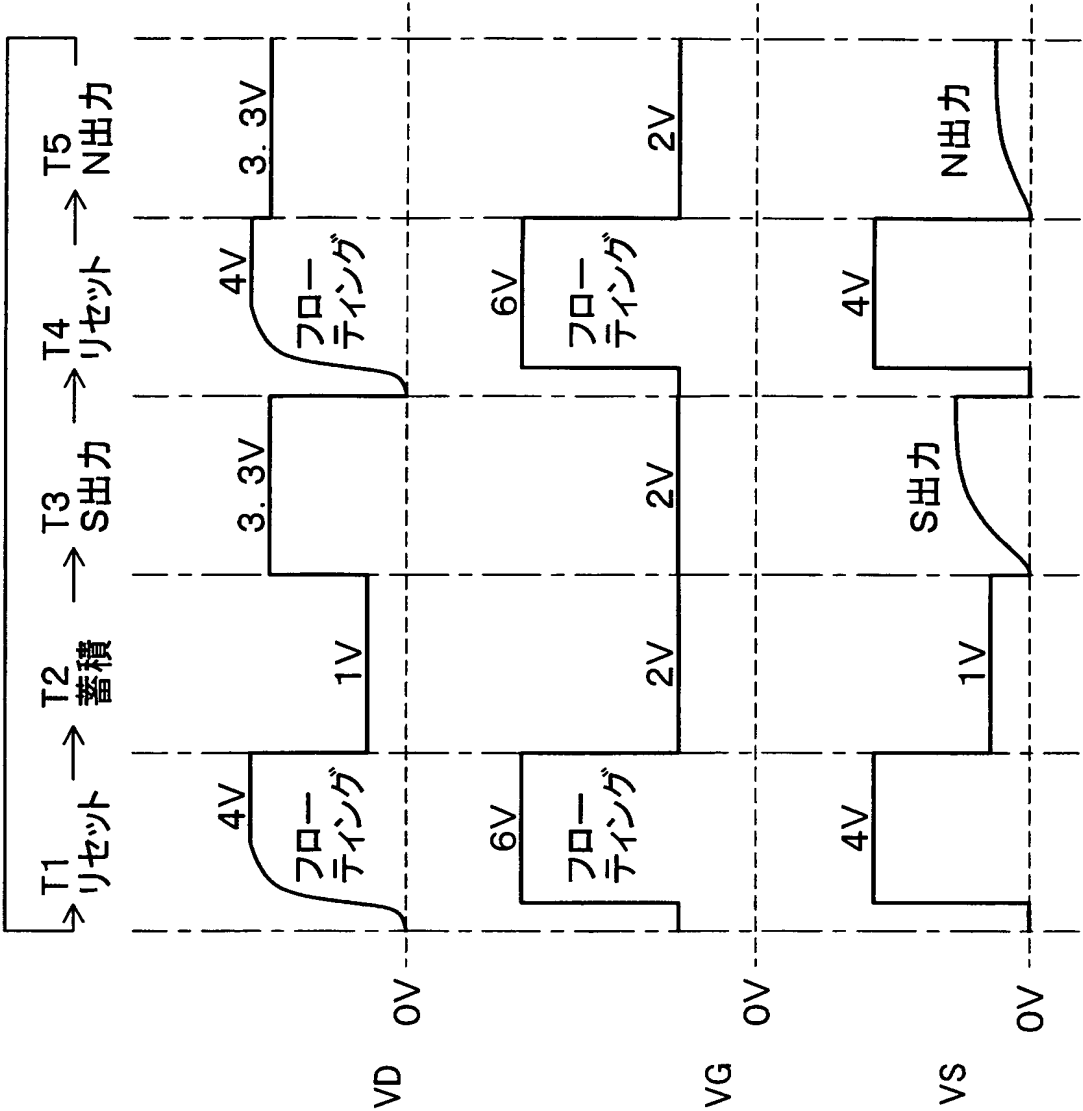 T1 → T2 → T3 → T4 → T5
リセット 蓄積 S出力 リセット N出力
VD
4V
1V
3. 3V
4V
3. 3V
フロー
ティング
フロー
ティング
0V
VG
6V
2V
2V
6V
2V
フロー
ティング
フロー
ティング
0V
VS
4V
1V
S出力
4V
N出力
0V